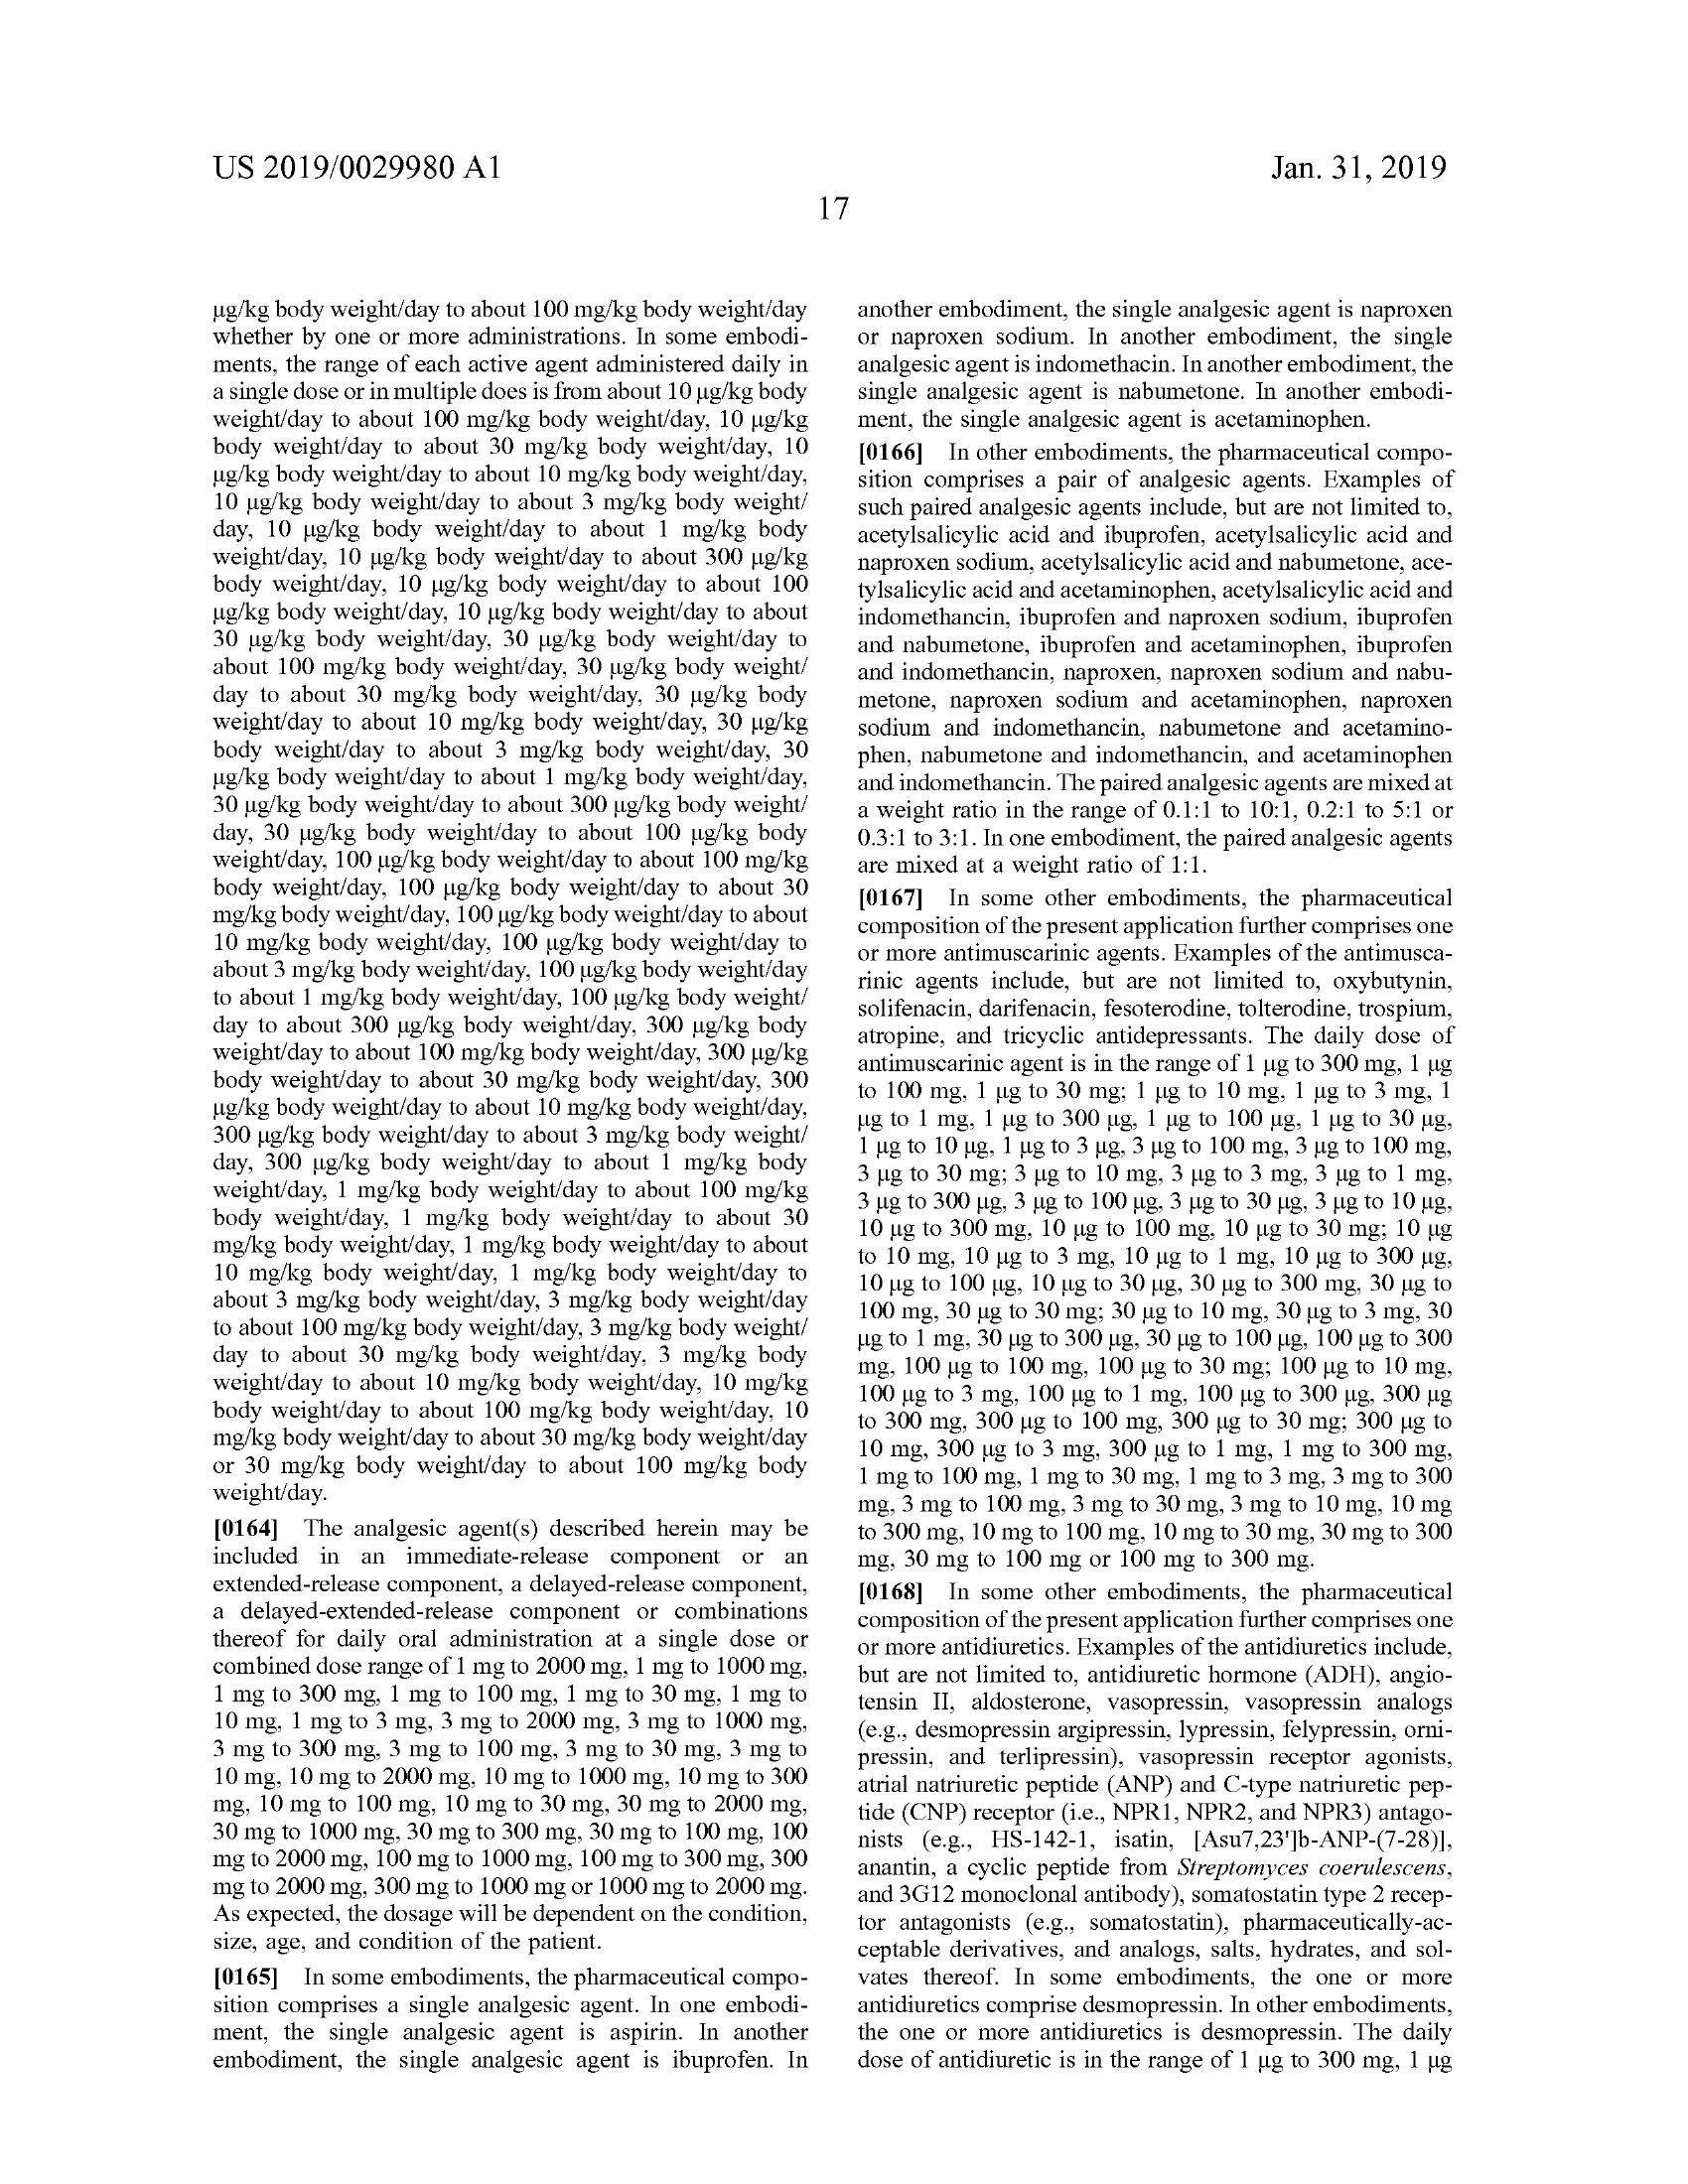 US 2019/0029980 A1
Jan. 31, 2019
17
µg/kg body weight/day to about 100 mg/kg body weight/day
whether by one or more administrations. In some embodi-
ments, the range of each active agent administered daily in
a single dose or in multiple does is from about 10 µg/kg body
weight/day to about 100 mg/kg body weight/day, 10 µg/kg
body weight/day to about 30 mg/kg body weight/day, 10
µg/kg body weight/day to about 10 mg/kg body weight/day,
10 µg/kg body weight/day to about 3 mg/kg body weight/
day, 10 µg/kg body weight/day to about 1 mg/kg body
weight/day, 10 µg/kg body weight/day to about 300 µg/kg
body weight/day, 10 µg/kg body weight/day to about 100
µg/kg body weight/day, 10 µg/kg body weight/day to about
30 µg/kg body weight/day, 30 µg/kg body weight/day to
about 100 mg/kg body weight/day, 30 µg/kg body weight/
day to about 30 mg/kg body weight/day, 30 µg/kg body
weight/day to about 10 mg/kg body weight/day, 30 µg/kg
body weight/day to about 3 mg/kg body weight/day, 30
µg/kg body weight/day to about 1 mg/kg body weight/day,
30 µg/kg body weight/day to about 300 µg/kg body weight/
day, 30 µg/kg body weight/day to about 100 µg/kg body
weight/day, 100 µg/kg body weight/day to about 100 mg/kg
body weight/day, 100 µg/kg body weight/day to about 30
mg/kg body weight/day, 100 µg/kg body weight/day to about
10 mg/kg body weight/day, 100 µg/kg body weight/day to
about 3 mg/kg body weight/day, 100 µg/kg body weight/day
to about 1 mg/kg body weight/day, 100 µg/kg body weight/
day to about 300 µg/kg body weight/day, 300 µg/kg body
weight/day to about 100 mg/kg body weight/day, 300 µg/kg
body weight/day to about 30 mg/kg body weight/day, 300
µg/kg body weight/day to about 10 mg/kg body weight/day,
300 µg/kg body weight/day to about 3 mg/kg body weight/
day, 300 µg/kg body weight/day to about 1 mg/kg body
weight/day, 1 mg/kg body weight/day to about 100 mg/kg
body weight/day, 1 mg/kg body weight/day to about 30
mg/kg body weight/day, 1 mg/kg body weight/day to about
10 mg/kg body weight/day, 1 mg/kg body weight/day to
about 3 mg/kg body weight/day, 3 mg/kg body weight/day
to about 100 mg/kg body weight/day, 3 mg/kg body weight/
day to about 30 mg/kg body weight/day, 3 mg/kg body
weight/day to about 10 mg/kg body weight/day, 10 mg/kg
body weight/day to about 100 mg/kg body weight/day, 10
mg/kg body weight/day to about 30 mg/kg body weight/day
or 30 mg/kg body weight/day to about 100 mg/kg body
weight/day.
[0164] The analgesic agent(s) described herein may be
included in an immediate-release component or an
extended-release component, a delayed-release component,
a delayed-extended-release component or combinations
thereof for daily oral administration at a single dose or
combined dose range of 1 mg to 2000 mg, 1 mg to 1000 mg,
1 mg to 300 mg, 1 mg to 100 mg, 1 mg to 30 mg, 1 mg to
10 mg, 1 mg to 3 mg, 3 mg to 2000 mg, 3 mg to 1000 mg,
3 mg to 300 mg, 3 mg to 100 mg, 3 mg to 30 mg, 3 mg to
10 mg, 10 mg to 2000 mg, 10 mg to 1000 mg, 10 mg to 300
mg, 10 mg to 100 mg, 10 mg to 30 mg, 30 mg to 2000 mg,
30 mg to 1000 mg, 30 mg to 300 mg, 30 mg to 100 mg, 100
mg to 2000 mg, 100 mg to 1000 mg, 100 mg to 300 mg, 300
mg to 2000 mg, 300 mg to 1000 mg or 1000 mg to 2000 mg.
As expected, the dosage will be dependent on the condition,
size, age, and condition of the patient.
[0165] In some embodiments, the pharmaceutical compo-
sition comprises a single analgesic agent. In one embodi-
ment, the single analgesic agent is aspirin. In another
embodiment, the single analgesic agent is ibuprofen. In
another embodiment, the single analgesic agent is naproxen
or naproxen sodium. In another embodiment, the single
analgesic agent is indomethacin. In another embodiment, the
single analgesic agent is nabumetone. In another embodi-
ment, the single analgesic agent is acetaminophen.
[0166] In other embodiments, the pharmaceutical compo-
sition comprises a pair of analgesic agents. Examples of
such paired analgesic agents include, but are not limited to,
acetylsalicylic acid and ibuprofen, acetylsalicylic acid and
naproxen sodium, acetylsalicylic acid and nabumetone, ace-
tylsalicylic acid and acetaminophen, acetylsalicylic acid and
indomethancin, ibuprofen and naproxen sodium, ibuprofen
and nabumetone, ibuprofen and acetaminophen, ibuprofen
and indomethancin, naproxen, naproxen sodium and nabu-
metone, naproxen sodium and acetaminophen, naproxen
sodium and indomethancin, nabumetone and acetamino-
phen, nabumetone and indomethancin, and acetaminophen
and indomethancin. The paired analgesic agents are mixed at
a weight ratio in the range of 0.1:1 to 10:1, 0.2:1 to 5:1 or
0.3:1 to 3:1. In one embodiment, the paired analgesic agents
are mixed at a weight ratio of 1:1.
[0167] In some other embodiments, the pharmaceutical
composition of the present application further comprises one
or more antimuscarinic agents. Examples of the antimusca-
rinic agents include, but are not limited to, oxybutynin,
solifenacin, darifenacin, fesoterodine, tolterodine, trospium,
atropine, and tricyclic antidepressants. The daily dose of
antimuscarinic agent is in the range of 1 µg to 300 mg, 1 µg
to 100 mg, 1 µg to 30 mg; 1 µg to 10 mg, 1 µg to 3 mg, 1
µg to 1 mg, 1 µg to 300 µg, 1 µg to 100 µg, 1 µg to 30 µg,
1 µg to 10 µg, 1 µg to 3 µg, 3 µg to 100 mg, 3 µg to 100 mg,
3 µg to 30 mg; 3 µg to 10 mg, 3 µg to 3 mg, 3 µg to 1 mg,
3 µg to 300 µg, 3 µg to 100 µg, 3 µg to 30 µg, 3 µg to 10 µg,
10 µg to 300 mg, 10 µg to 100 mg, 10 µg to 30 mg; 10 µg
to 10 mg, 10 µg to 3 mg, 10 µg to 1 mg, 10 µg to 300 µg,
10 µg to 100 µg, 10 µg to 30 µg, 30 µg to 300 mg, 30 µg to
100 mg, 30 µg to 30 mg; 30 µg to 10 mg, 30 µg to 3 mg, 30
µg to 1 mg, 30 µg to 300 µg, 30 µg to 100 µg, 100 µg to 300
mg, 100 µg to 100 mg, 100 µg to 30 mg; 100 µg to 10 mg,
100 µg to 3 mg, 100 µg to 1 mg, 100 µg to 300 µg, 300 µg
to 300 mg, 300 µg to 100 mg, 300 µg to 30 mg; 300 µg to
10 mg, 300 µg to 3 mg, 300 µg to 1 mg, 1 mg to 300 mg,
1 mg to 100 mg, 1 mg to 30 mg, 1 mg to 3 mg, 3 mg to 300
mg, 3 mg to 100 mg, 3 mg to 30 mg, 3 mg to 10 mg, 10 mg
to 300 mg, 10 mg to 100 mg, 10 mg to 30 mg, 30 mg to 300
mg, 30 mg to 100 mg or 100 mg to 300 mg.
[0168] In some other embodiments, the pharmaceutical
composition of the present application further comprises one
or more antidiuretics. Examples of the antidiuretics include,
but are not limited to, antidiuretic hormone (ADH), angio-
tensin II, aldosterone, vasopressin, vasopressin analogs
(e.g., desmopressin argipressin, lypressin, felypressin, orni-
pressin, and terlipressin), vasopressin receptor agonists,
atrial natriuretic peptide (ANP) and C-type natriuretic pep-
tide (CNP) receptor (i.e., NPR1, NPR2, and NPR3) antago-
nists (e.g., HS-142-1, isatin, [Asu7,23']b-ANP-(7-28)],
anantin, a cyclic peptide from Streptomyces coerulescens,
and 3G12 monoclonal antibody), somatostatin type 2 recep-
tor antagonists (e.g., somatostatin), pharmaceutically-ac-
ceptable derivatives, and analogs, salts, hydrates, and sol-
vates thereof. In some embodiments, the one or more
antidiuretics comprise desmopressin. In other embodiments,
the one or more antidiuretics is desmopressin. The daily
dose of antidiuretic is in the range of 1 µg to 300 mg, 1 µg